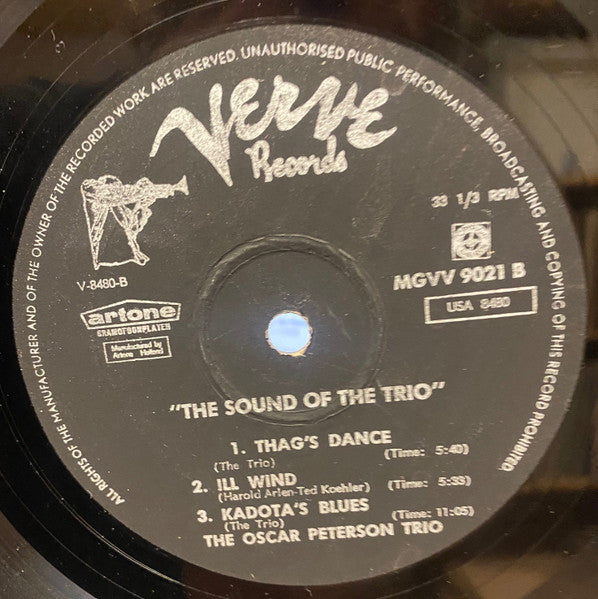 ALL RIGHTS OF THE MANUFACTURER AND OF THE OWNER OF THE RECORDED WORK ARE RESERVED. UNAUTHORISED PUBLIC PERFORMANCE, BROADCASTING AND COPYING OF THIS RECORD PROHIBITED.
VERVE
Records
33 1/3 RPM
V-8480-B
MGVV 9021 B
USA 8480
artone
GRAMOFOONPLATEN
Manufactured by
Artone Holland
"THE SOUND OF THE TRIO"
1. THAG'S DANCE
(The Trio) (Time: 5:40)
2. ILL WIND
(Harold Arlen-Ted Koehler) (Time: 5:33)
3. KADOTA'S BLUES
(The Trio) (Time: 11:05)
THE OSCAR PETERSON TRIO